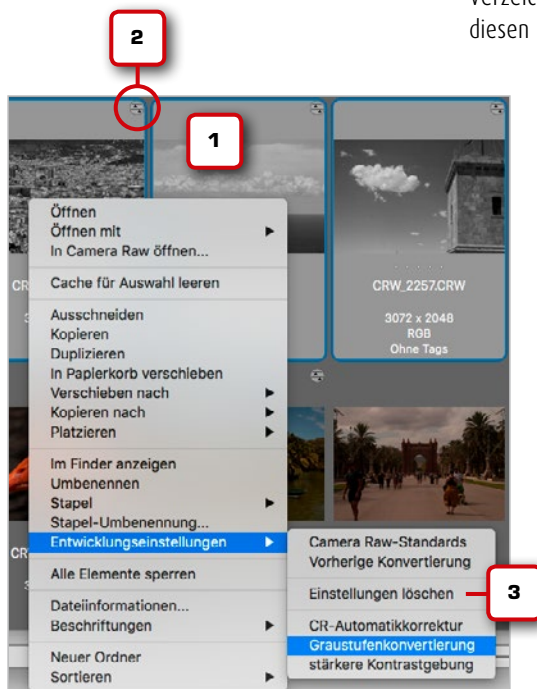 diesen
2
1
Öffnen
Öffnen mit
In Camera Raw öffnen...
Cache für Auswahl leeren
Ausschneiden
Kopieren
Duplizieren
In Papierkorb verschieben
Verschieben nach
Kopieren nach
Platzieren
Im Finder anzeigen
Umbenennen
Stapel
Stapel-Umbenennung...
Entwicklungseinstellungen
Alle Elemente sperren
Dateiinformationen...
Beschriftungen
Neuer Ordner
Sortieren
CRW_2257.CRW
3072 x 2048
RGB
Ohne Tags
Camera Raw-Standards
Vorherige Konvertierung
Einstellungen löschen
3
CR-Automatikkorrektur
Graustufenkonvertierung
stärkere Kontrastgebung